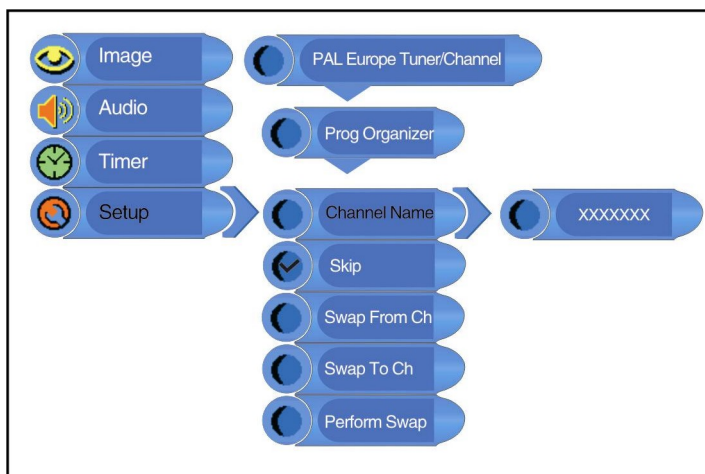 Image
Audio
Timer
Setup
PAL Europe Tuner/Channel
Prog Organizer
Channel Name
XXXXXXX
Skip
Swap From Ch
Swap To Ch
Perform Swap